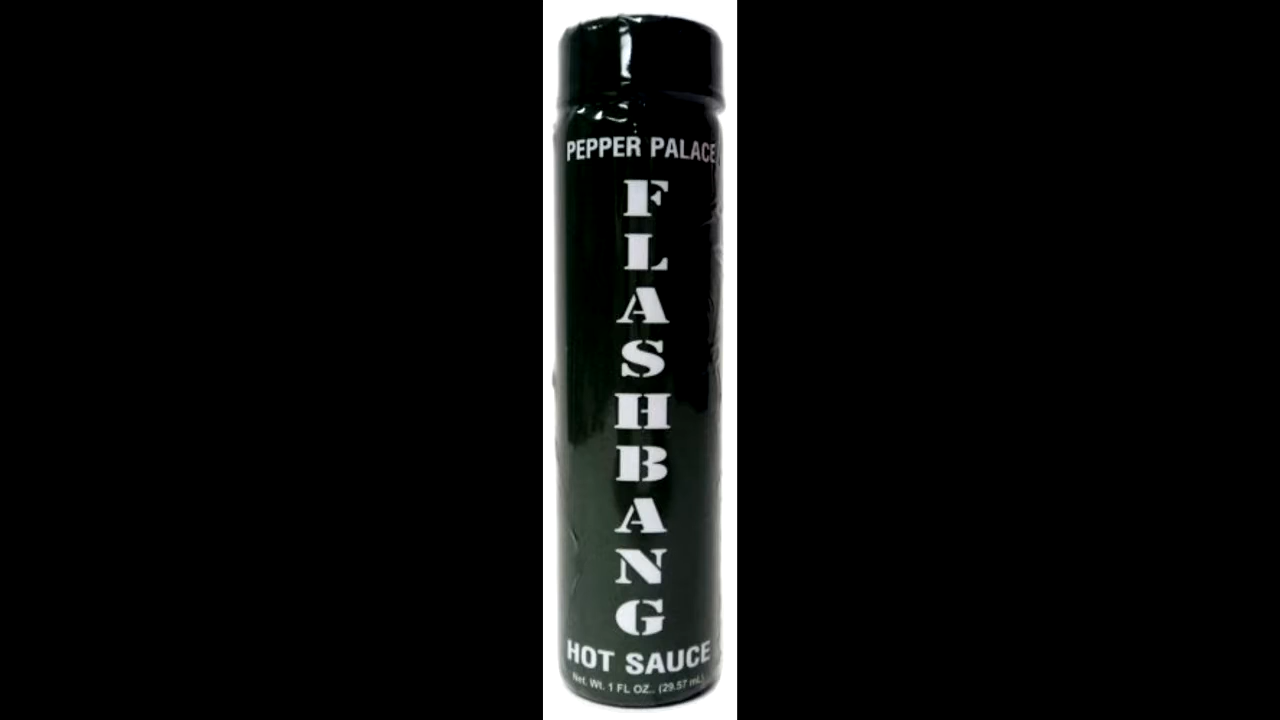 PEPPER PALACE
FLASHBANG
HOT SAUCE
Net. Wt. 1 FL OZ.. (29.57 mL)